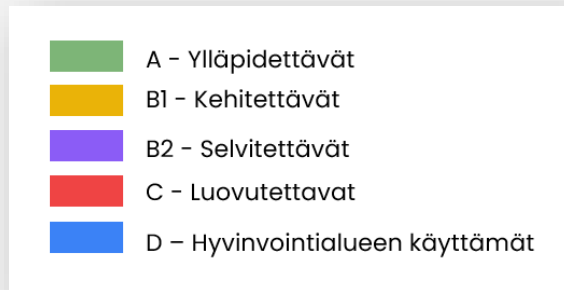 A - Ylläpidettävät
B1 - Kehitettävät
B2 - Selvitettävät
C - Luovutettavat
D – Hyvinvointialueen käyttämät